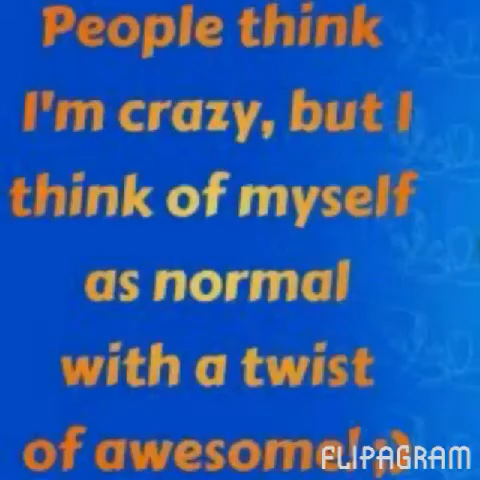 People think
I'm crazy, but I
think of myself
as normal
with a twist
of awesome! ;)
FLIPAGRAM